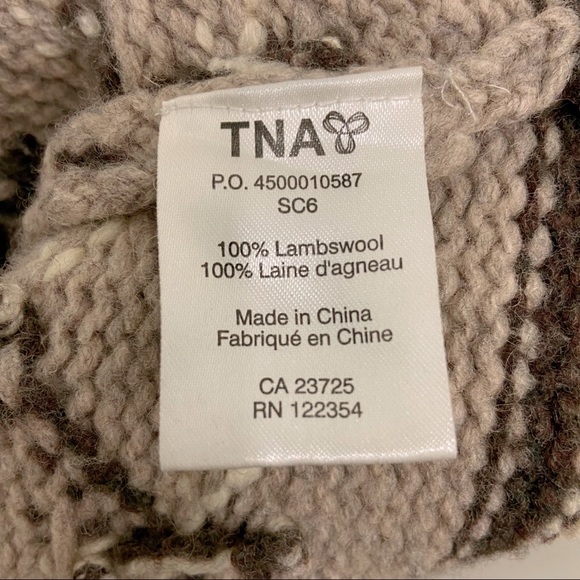 TNA
P.O. 4500010587
SC6
100% Lambswool
100% Laine d'agneau
Made in China
Fabriqué en Chine
CA 23725
RN 122354